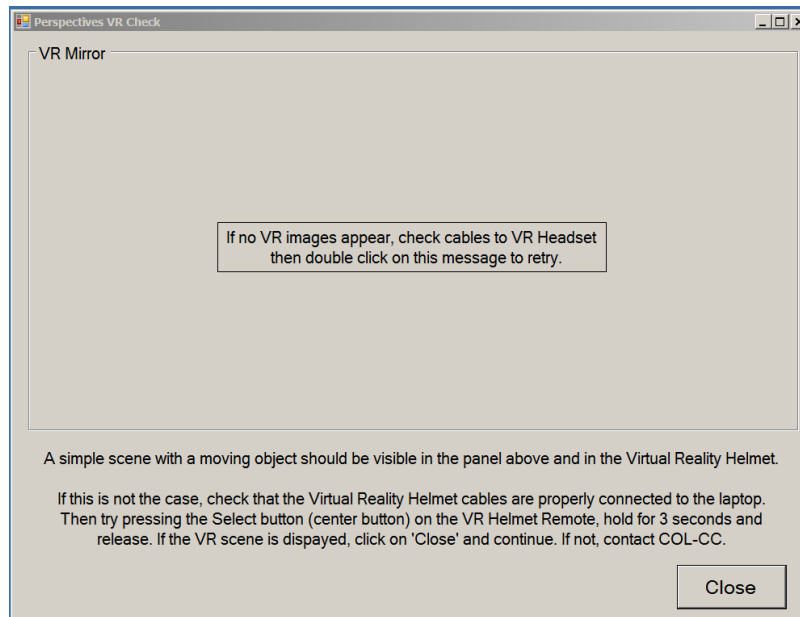 Perspectives VR Check
VR Mirror
If no VR images appear, check cables to VR Headset
then double click on this message to retry.
A simple scene with a moving object should be visible in the panel above and in the Virtual Reality Helmet.
If this is not the case, check that the Virtual Reality Helmet cables are properly connected to the laptop.
Then try pressing the Select button (center button) on the VR Helmet Remote, hold for 3 seconds and
release. If the VR scene is dispayed, click on 'Close' and continue. If not, contact COL-CC.
Close